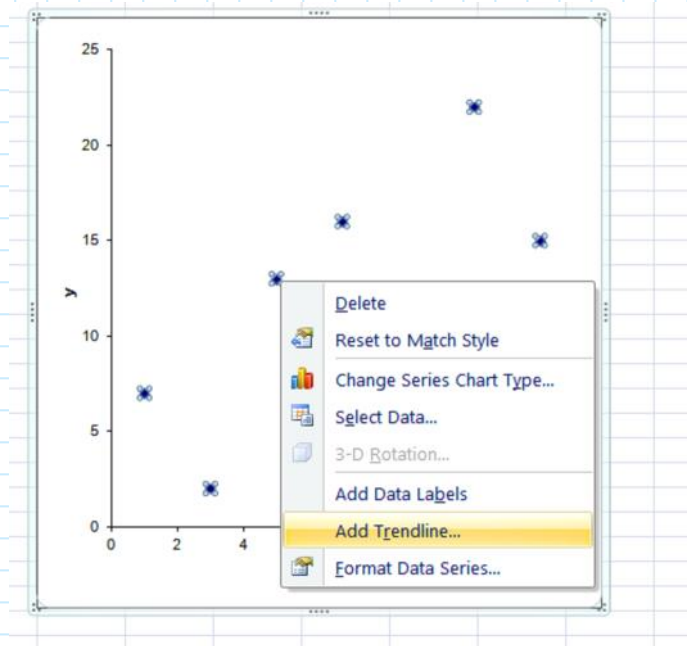 25
20
15
10
5
0
y
0 2 4
Delete
Reset to Match Style
Change Series Chart Type...
Select Data...
3-D Rotation...
Add Data Labels
Add Trendline...
Format Data Series...